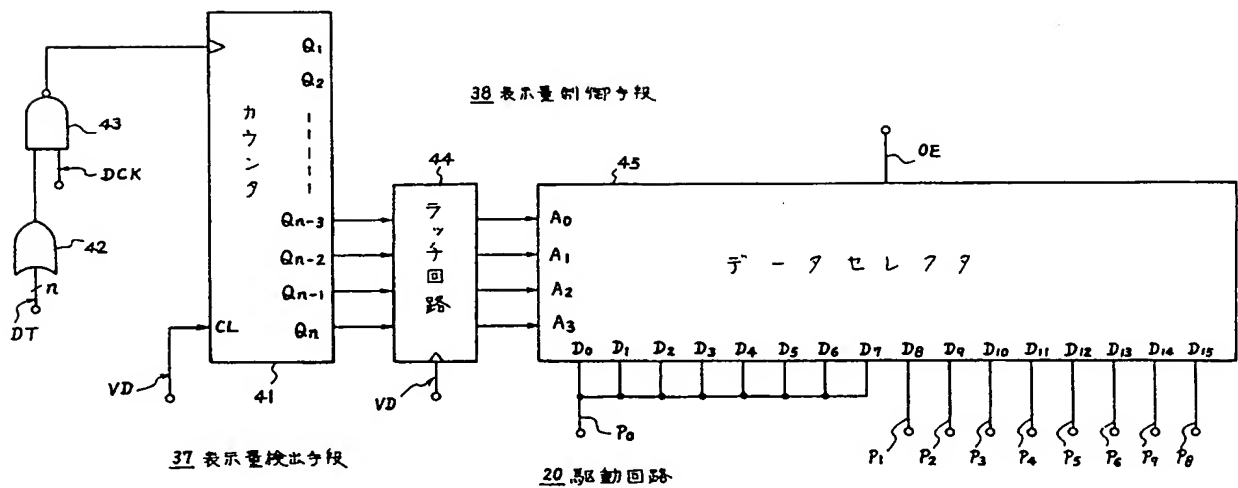 38 表示量制御手段
43
DCK
42
n
DT
カウンタ
Q1
Q2
Qn-3
Qn-2
Qn-1
Qn
CL
VD
41
44
ラッチ回路
VD
45
OE
データセレクタ
A0
A1
A2
A3
D0 D1 D2 D3 D4 D5 D6 D7 D8 D9 D10 D11 D12 D13 D14 D15
P0
P1 P2 P3 P4 P5 P6 P7 P8
37 表示量検出手段
20 駆動回路